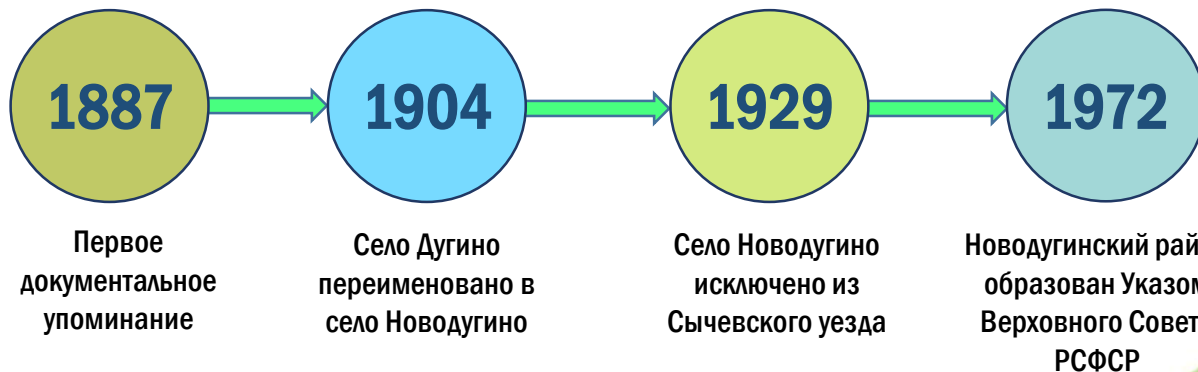 1887
1904
1929
1972
Первое
документальное
упоминание
Село Дугино
переименовано в
село Новодугино
Село Новодугино
исключено из
Сычевского уезда
Новодугинский рай
образован Указом
Верховного Совет
РСФСР